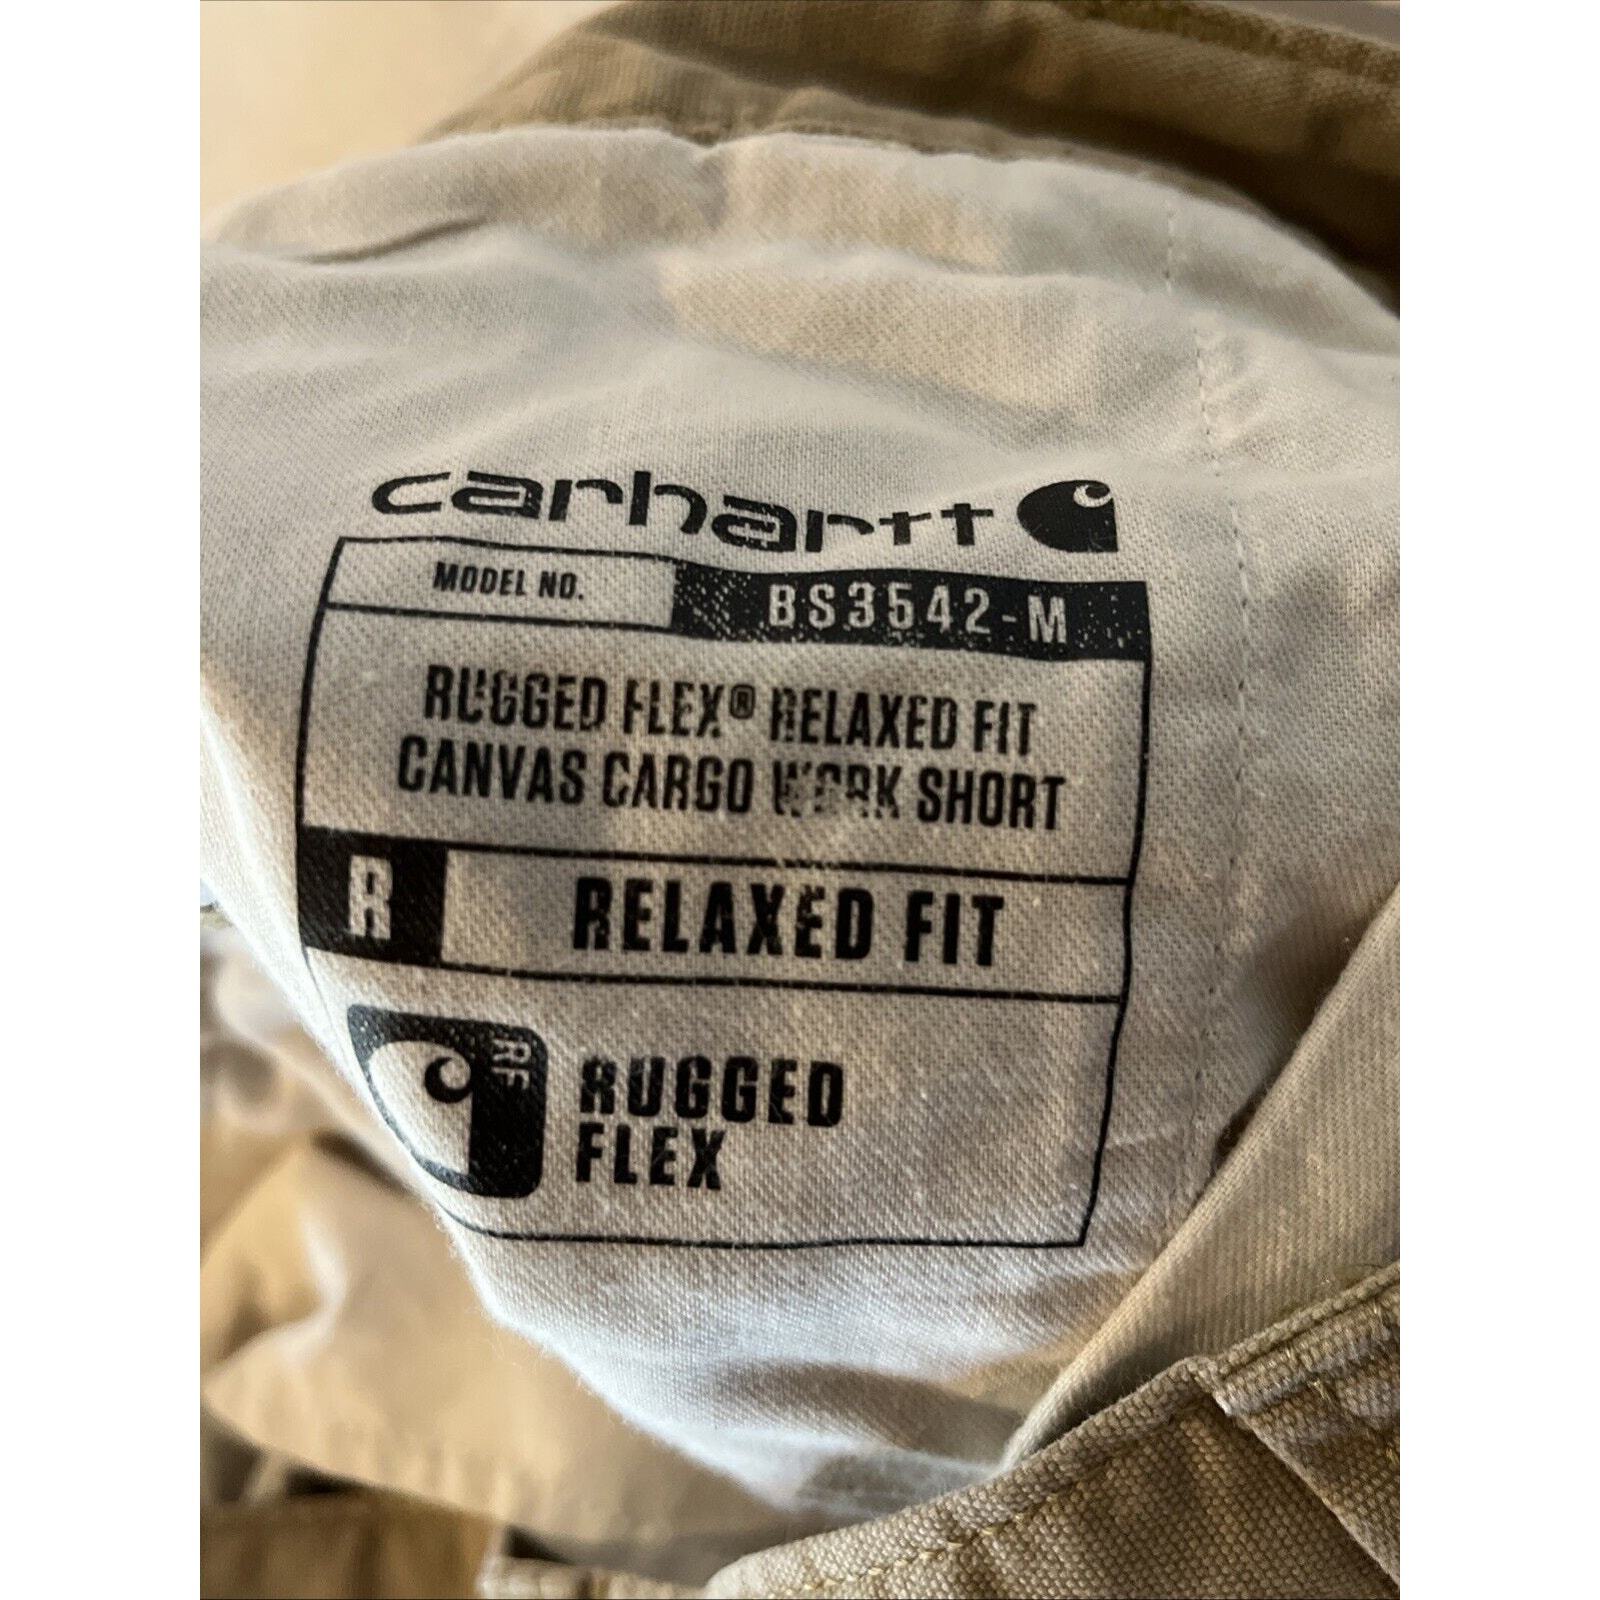 carhartt
MODEL NO. BS3542-M
RUGGED FLEX® RELAXED FIT
CANVAS CARGO WORK SHORT
R RELAXED FIT
RF
RUGGED
FLEX